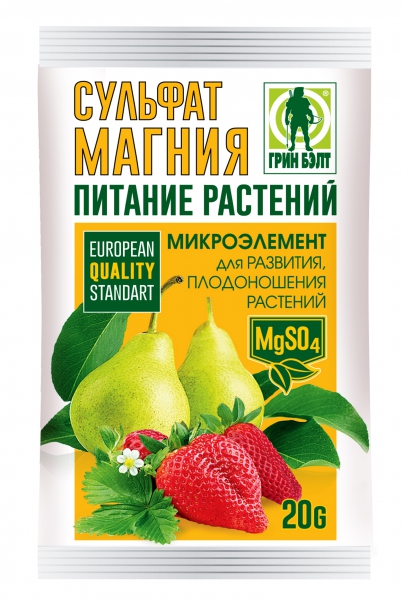 СУЛЬФАТ
МАГНИЯ
ГРИН БЭЛТ
®
ПИТАНИЕ РАСТЕНИЙ
EUROPEAN
QUALITY
STANDART
МИКРОЭЛЕМЕНТ
для РАЗВИТИЯ,
ПЛОДОНОШЕНИЯ
РАСТЕНИЙ
MgSO4
20G